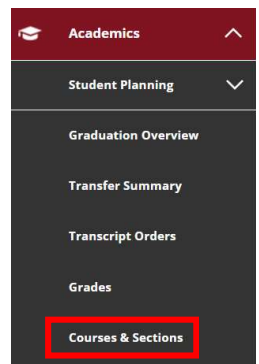 Academics
Student Planning
Graduation Overview
Transfer Summary
Transcript Orders
Grades
Courses & Sections